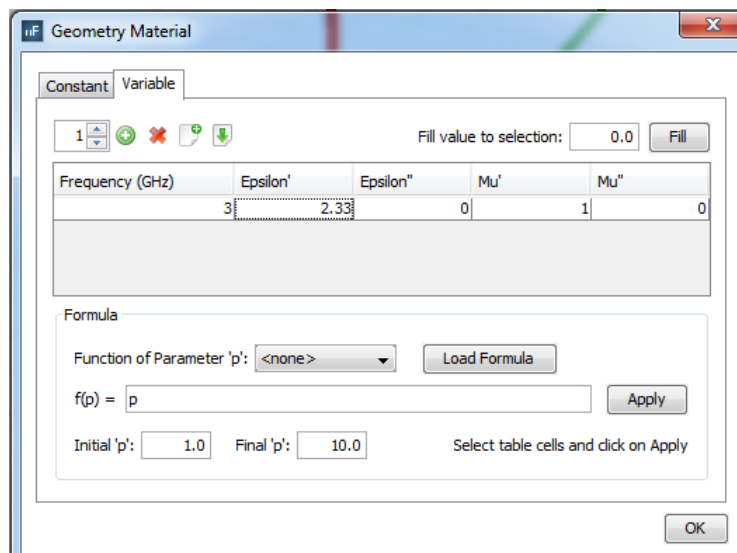 nF Geometry Material
Constant Variable
1 Fill value to selection: 0.0 Fill
Frequency (GHz) Epsilon' Epsilon'' Mu' Mu''
3 2.33 0 1 0
Formula
Function of Parameter 'p': <none> Load Formula
f(p) = p Apply
Initial 'p': 1.0 Final 'p': 10.0 Select table cells and click on Apply
OK